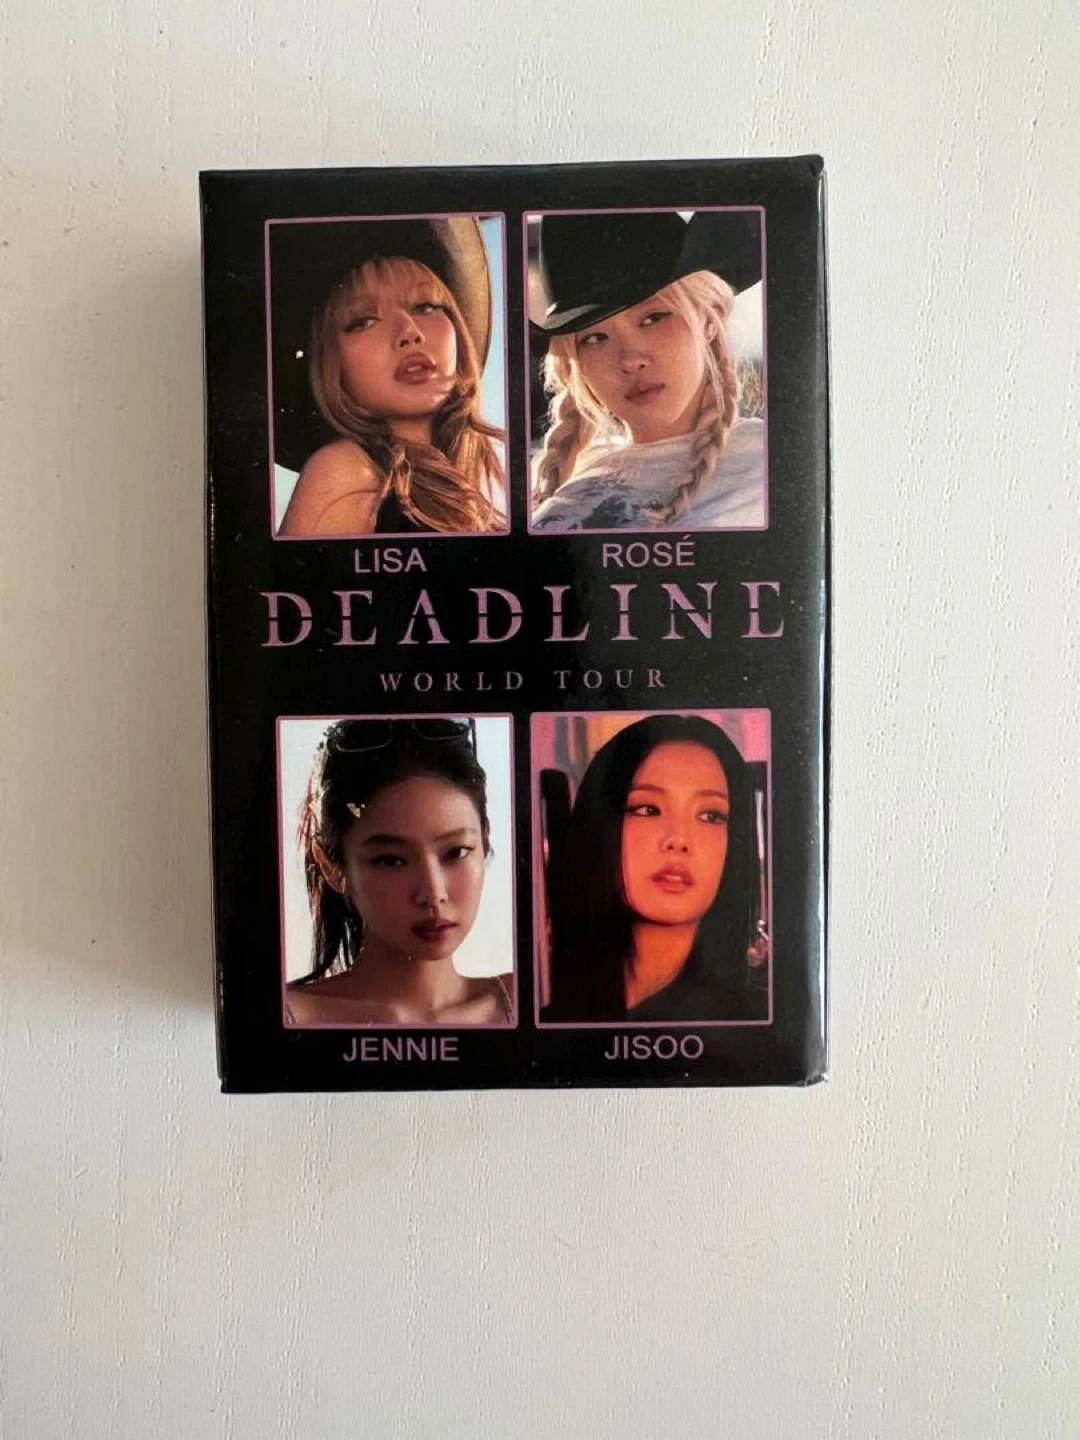 LISA ROSÉ
DEADLINE
WORLD TOUR
JENNIE JISOO